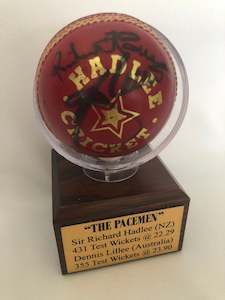 HADLEE
CRICKET
"THE PACEMEN"
Sir Richard Hadlee (NZ)
431 Test Wickets @ 22.29
Dennis Lillee (Australia)
355 Test Wickets @ 23.90